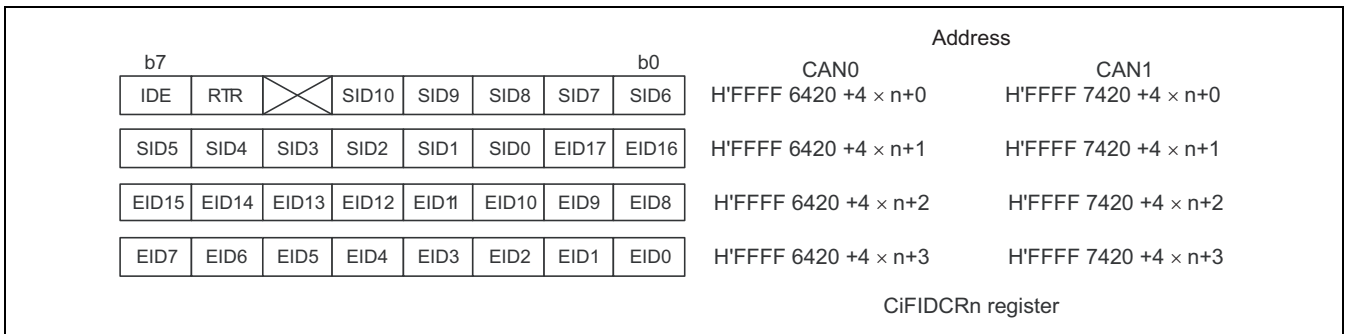 Address
b7 b0 CAN0 CAN1
IDE RTR SID10 SID9 SID8 SID7 SID6 H'FFFF 6420 +4 × n+0 H'FFFF 7420 +4 × n+0
SID5 SID4 SID3 SID2 SID1 SID0 EID17 EID16 H'FFFF 6420 +4 × n+1 H'FFFF 7420 +4 × n+1
EID15 EID14 EID13 EID12 EID11 EID10 EID9 EID8 H'FFFF 6420 +4 × n+2 H'FFFF 7420 +4 × n+2
EID7 EID6 EID5 EID4 EID3 EID2 EID1 EID0 H'FFFF 6420 +4 × n+3 H'FFFF 7420 +4 × n+3
CiFIDCRn register